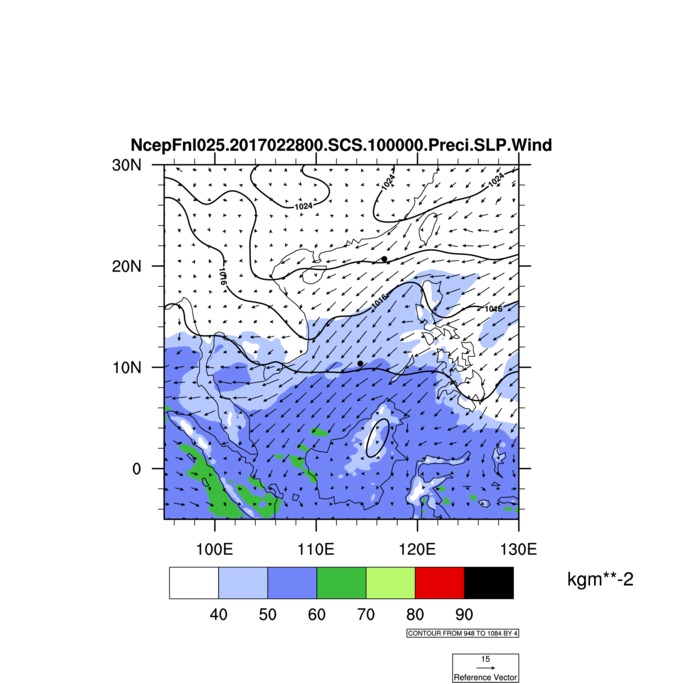 NcepFnl025.2017022800.SCS.100000.Preci.SLP.Wind
30N
1024
1024
1024
1016
20N
1016
1016
10N
0
100E
110E
120E
130E
kgm**-2
40
50
60
70
80
90
CONTOUR FROM 948 TO 1084 BY 4
15
Reference Vector